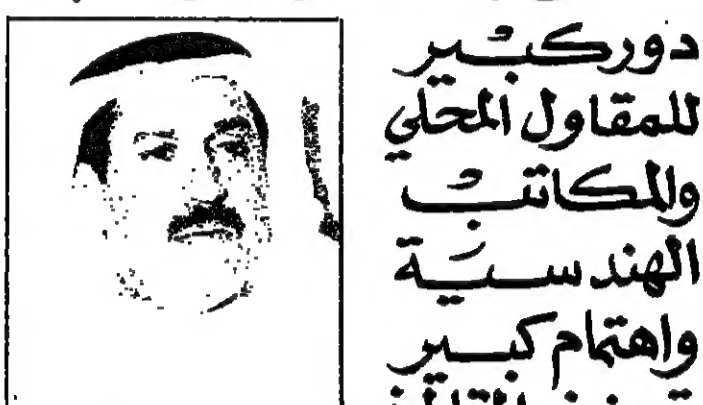 دور كبير
للمقاول المحلي
والمكاتب
الهندسية
واهتمام كبير